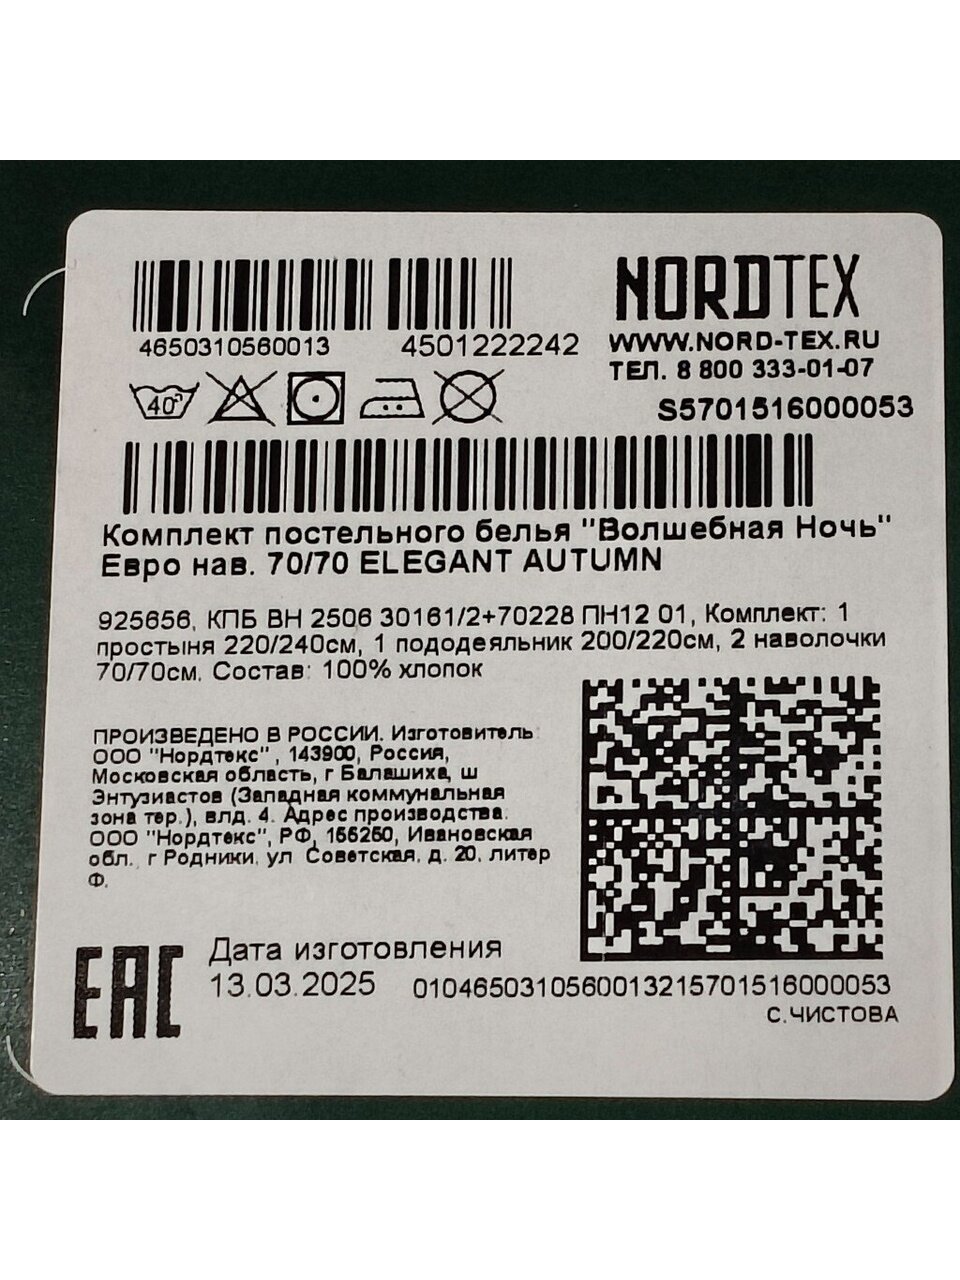 NORDTEX
4650310560013 4501222242 WWW.NORD-TEX.RU
ТЕЛ. 8 800 333-01-07
40°
S5701516000053
Комплект постельного белья "Волшебная Ночь"
Евро нав. 70/70 ELEGANT AUTUMN
925656, КПБ ВН 2506 30161/2+70228 ПН12 01, Комплект: 1
простыня 220/240см, 1 пододеяльник 200/220см, 2 наволочки
70/70см. Состав: 100% хлопок
ПРОИЗВЕДЕНО В РОССИИ. Изготовитель:
ООО "Нордтекс" , 143900, Россия,
Московская область, г Балашиха, ш
Энтузиастов (Западная коммунальная
зона тер.), влд. 4. Адрес производства:
ООО "Нордтекс", РФ, 155250, Ивановская
обл., г Родники, ул. Советская, д. 20, литер
Ф.
EAC
Дата изготовления
13.03.2025 010465031056001321570151600​0053
С.ЧИСТОВА